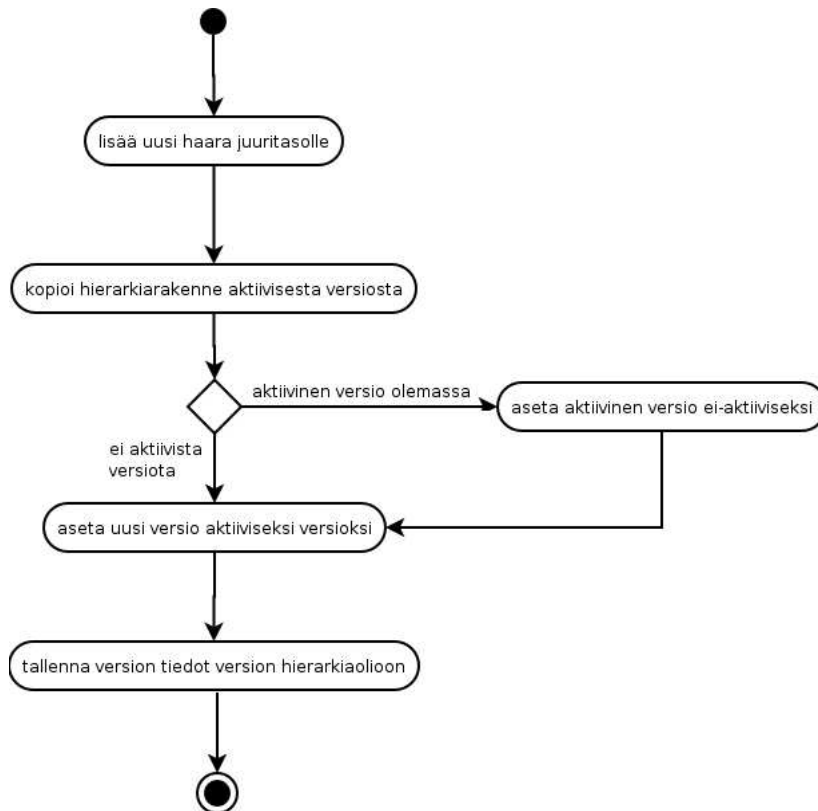 lisää uusi haara juuritasolle
kopioi hierarkiarakenne aktiivisesta versiosta
aktiivinen versio olemassa
aseta aktiivinen versio ei-aktiiviseksi
ei aktiivista
versiota
aseta uusi versio aktiiviseksi versioksi
tallenna version tiedot version hierarkiaolioon